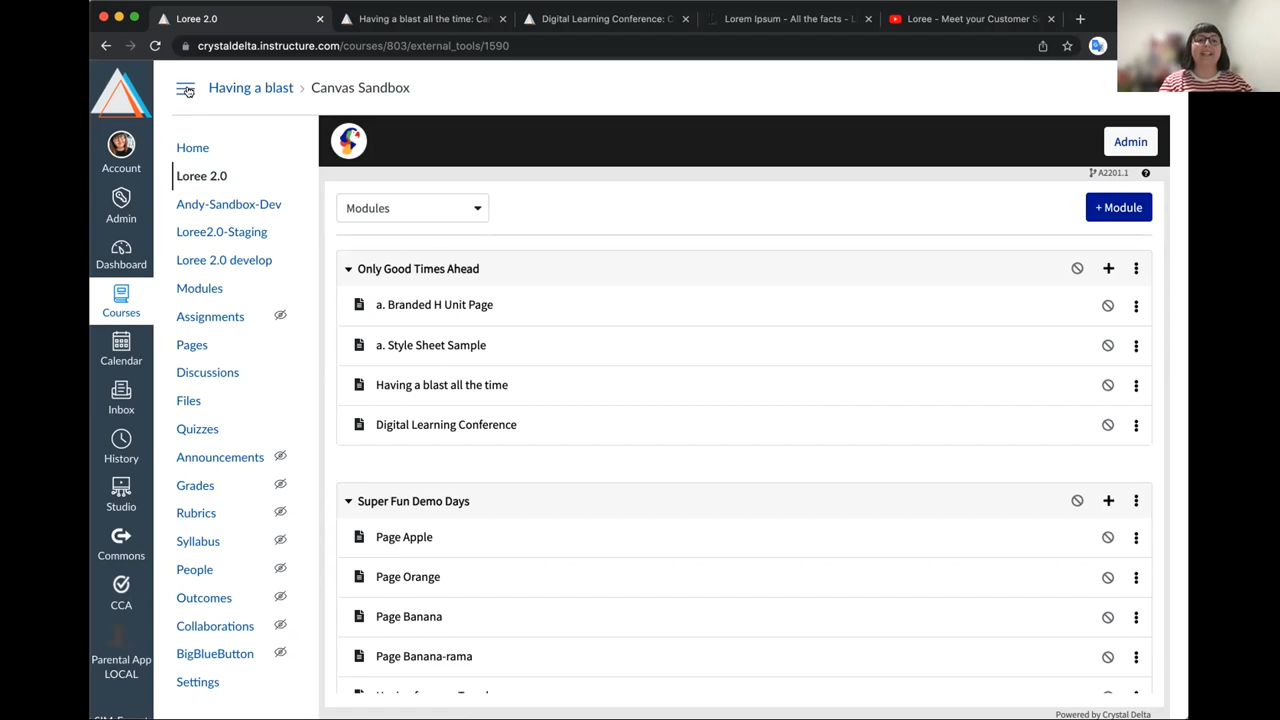 Loree 2.0
Having a blast all the time: Can
Digital Learning Conference: C
Lorem Ipsum - All the facts - L
Loree - Meet your Customer S
crystaldelta.instructure.com/courses/803/external_tools/1590
Having a blast › Canvas Sandbox
Account
Admin
Dashboard
Courses
Calendar
Inbox
History
Studio
Commons
CCA
Parental App
LOCAL
Home
Loree 2.0
Andy-Sandbox-Dev
Loree2.0-Staging
Loree 2.0 develop
Modules
Assignments
Pages
Discussions
Files
Quizzes
Announcements
Grades
Rubrics
Syllabus
People
Outcomes
Collaborations
BigBlueButton
Settings
Admin
A2201.1
Modules
+ Module
Only Good Times Ahead
a. Branded H Unit Page
a. Style Sheet Sample
Having a blast all the time
Digital Learning Conference
Super Fun Demo Days
Page Apple
Page Orange
Page Banana
Page Banana-rama
Powered by Crystal Delta